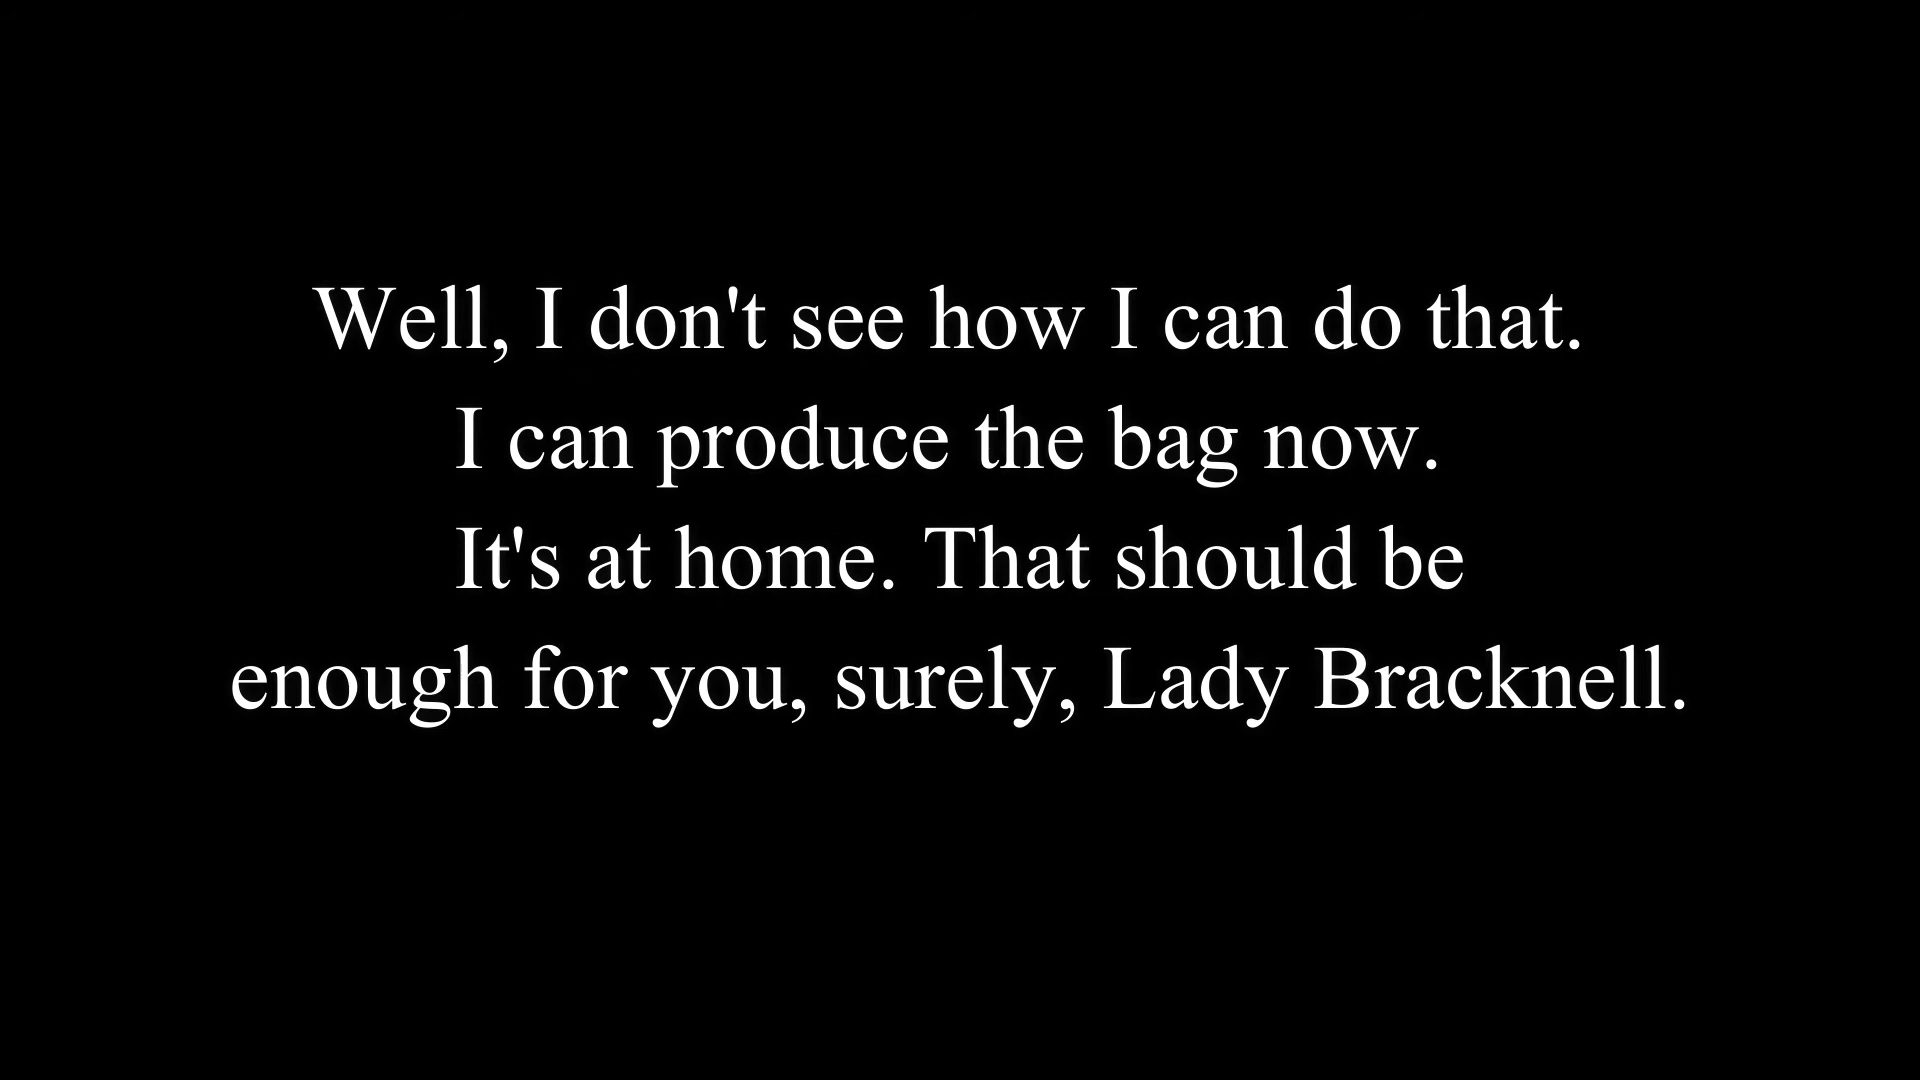 Well, I don't see how I can do that.
I can produce the bag now.
It's at home. That should be
enough for you, surely, Lady Bracknell.